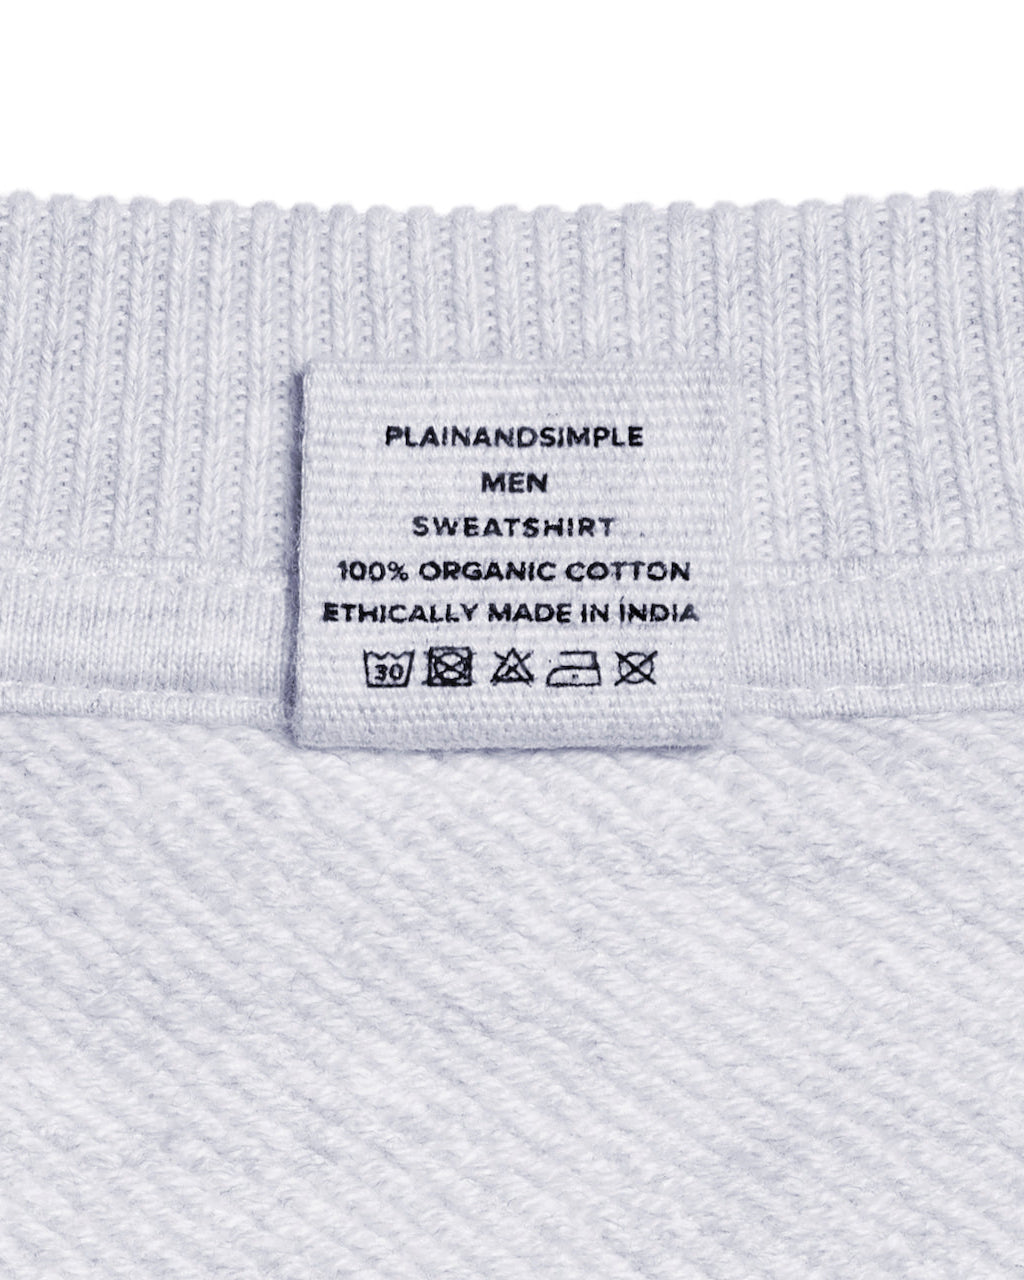 PLAINANDSIMPLE
MEN
SWEATSHIRT
100% ORGANIC COTTON
ETHICALLY MADE IN INDIA
30